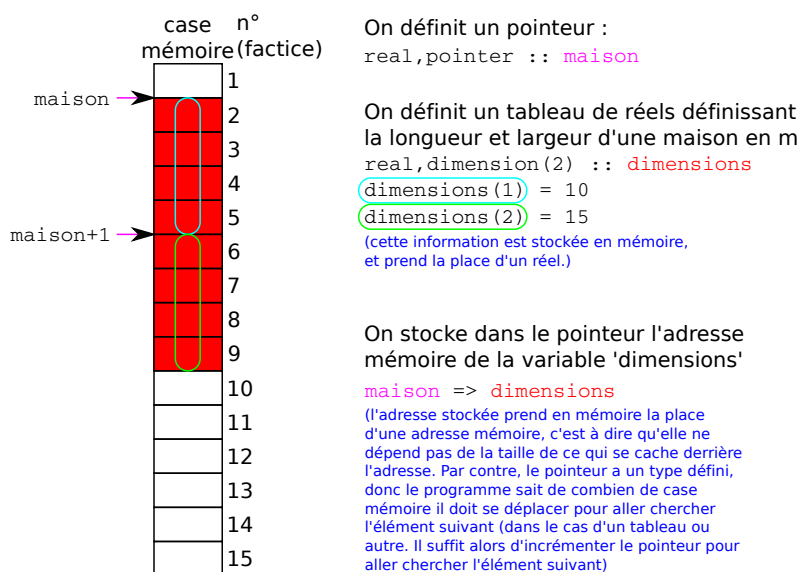 case
mémoire
n°
(factice)
1
maison
2
3
4
5
maison+1
6
7
8
9
10
11
12
13
14
15
On définit un pointeur :
real,pointer :: maison
On définit un tableau de réels définissant
la longueur et largeur d'une maison en m
real,dimension(2) :: dimensions
dimensions(1) = 10
dimensions(2) = 15
(cette information est stockée en mémoire,
et prend la place d'un réel.)
On stocke dans le pointeur l'adresse
mémoire de la variable 'dimensions'
maison => dimensions
(l'adresse stockée prend en mémoire la place
d'une adresse mémoire, c'est à dire qu'elle ne
dépend pas de la taille de ce qui se cache derrière
l'adresse. Par contre, le pointeur a un type défini,
donc le programme sait de combien de case
mémoire il doit se déplacer pour aller chercher
l'élément suivant (dans le cas d'un tableau ou
autre. Il suffit alors d'incrémenter le pointeur pour
aller chercher l'élément suivant)